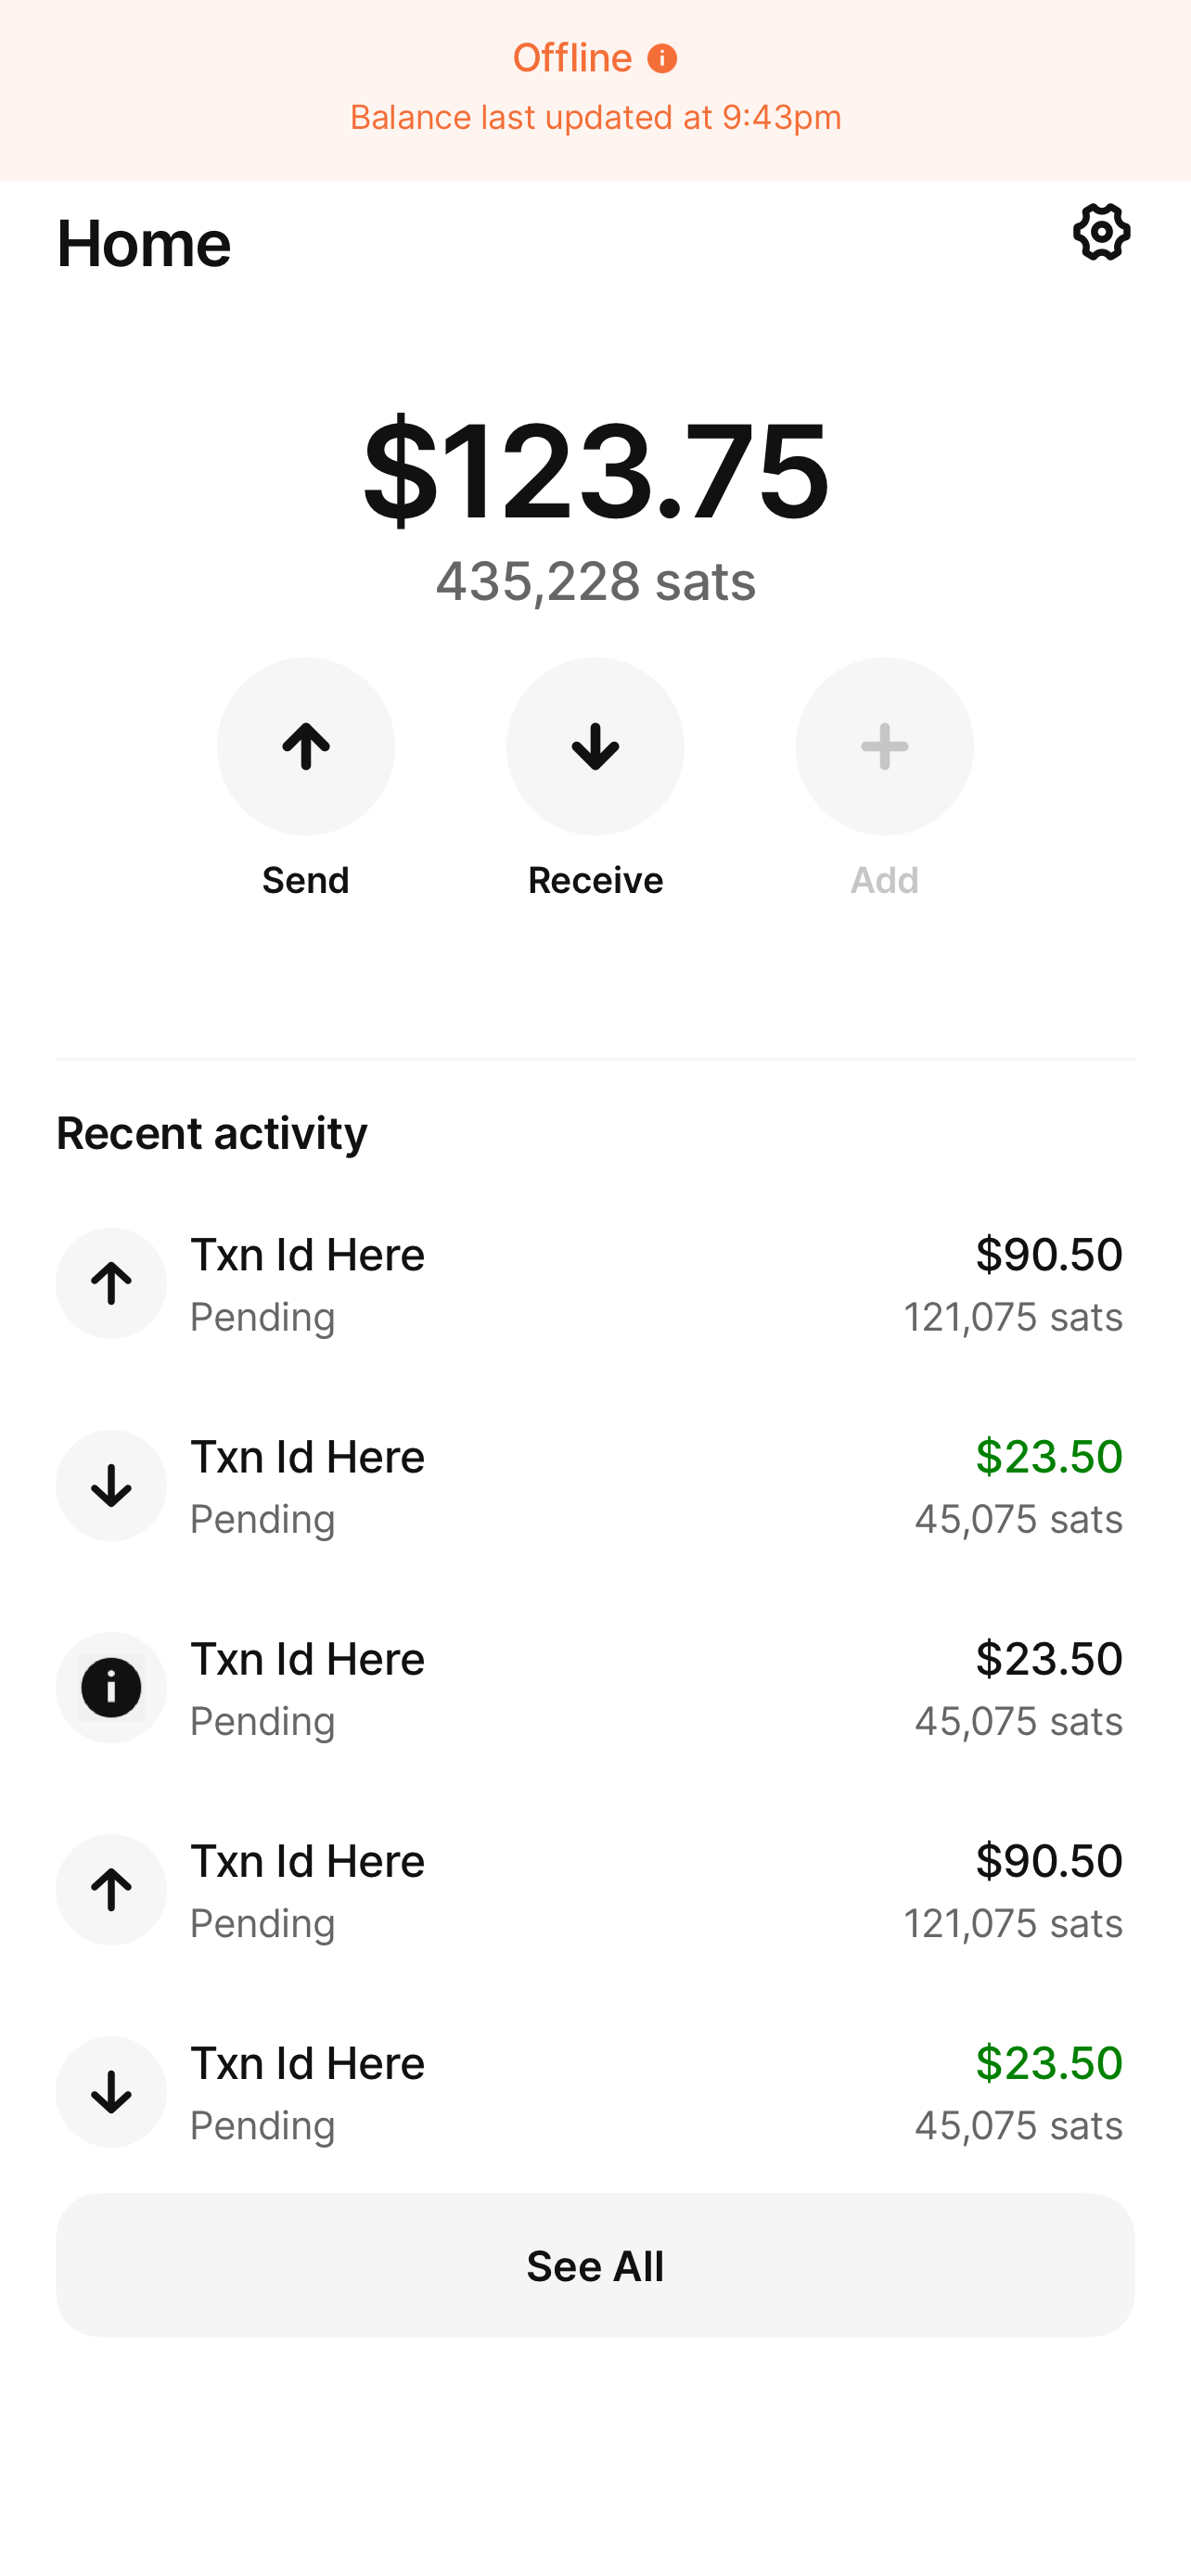 Offline
Balance last updated at 9:43pm
Home
$123.75
435,228 sats
Send
Receive
Add
Recent activity
Txn Id Here
$90.50
Pending
121,075 sats
Txn Id Here
$23.50
Pending
45,075 sats
Txn Id Here
$23.50
Pending
45,075 sats
Txn Id Here
$90.50
Pending
121,075 sats
Txn Id Here
$23.50
Pending
45,075 sats
See All